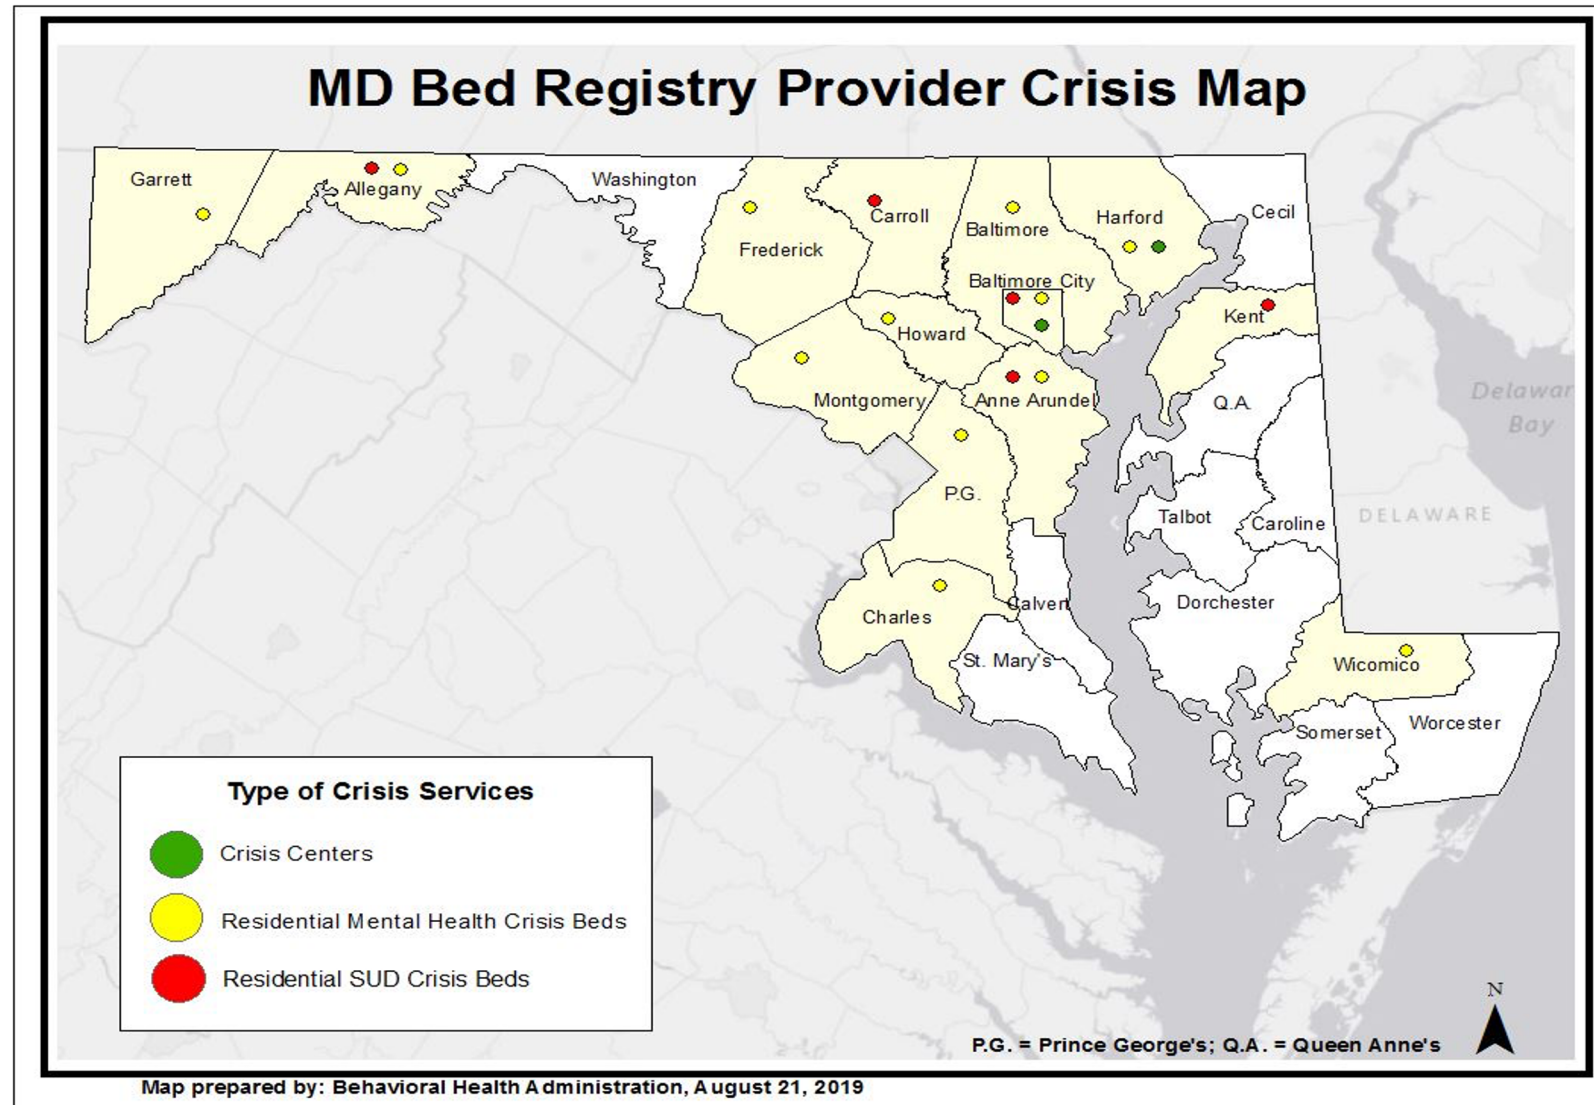 MD Bed Registry Provider Crisis Map
Garrett
Allegany
Washington
Frederick
Carroll
Baltimore
Harford
Cecil
Baltimore City
Kent
Howard
Montgomery
Anne Arundel
Q.A.
Delawar
Bay
P.G.
Talbot
Caroline
DELAWARE
Charles
Calvert
Dorchester
St. Mary's
Wicomico
Somerset
Worcester
Type of Crisis Services
Crisis Centers
Residential Mental Health Crisis Beds
Residential SUD Crisis Beds
N
P.G. = Prince George's; Q.A. = Queen Anne's
Map prepared by: Behavioral Health Administration, August 21, 2019